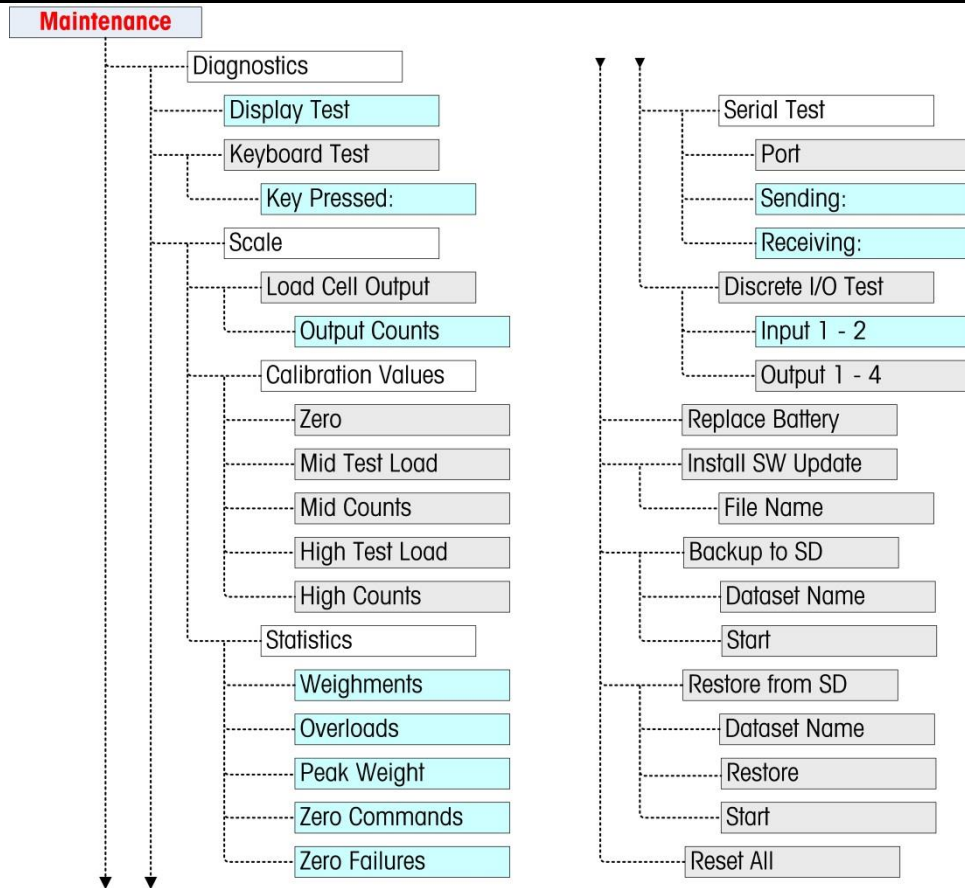 Maintenance
Diagnostics
Display Test
Keyboard Test
Key Pressed:
Scale
Load Cell Output
Output Counts
Calibration Values
Zero
Mid Test Load
Mid Counts
High Test Load
High Counts
Statistics
Weighments
Overloads
Peak Weight
Zero Commands
Zero Failures
Serial Test
Port
Sending:
Receiving:
Discrete I/O Test
Input 1 - 2
Output 1 - 4
Replace Battery
Install SW Update
File Name
Backup to SD
Dataset Name
Start
Restore from SD
Dataset Name
Restore
Start
Reset All